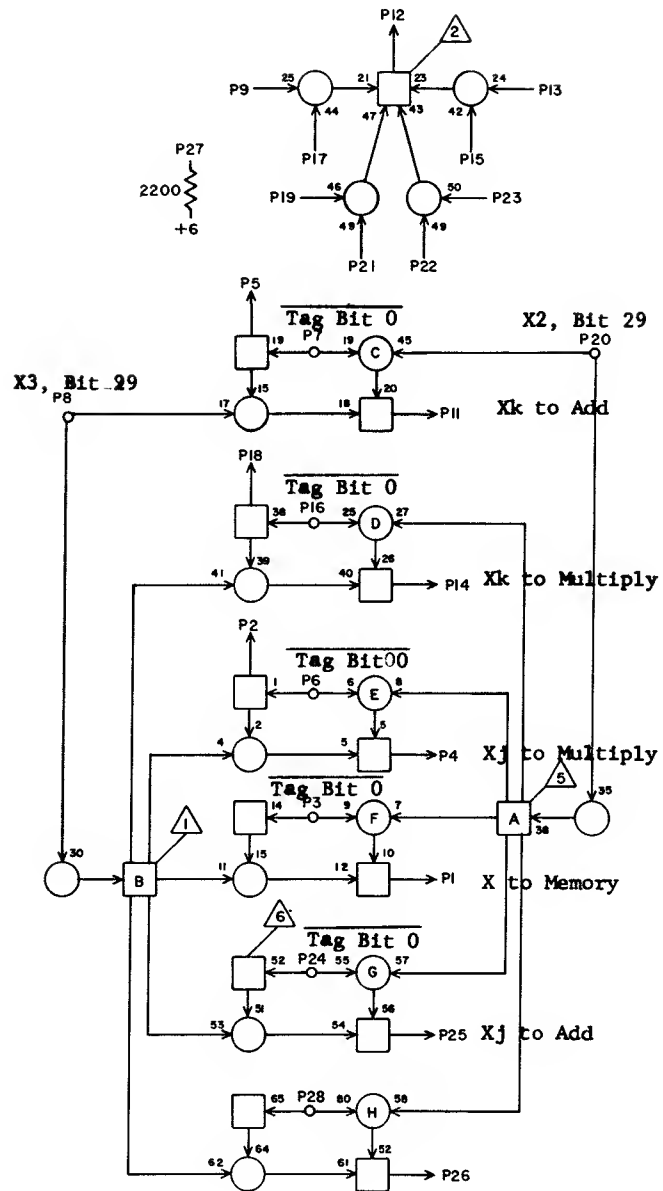 P12
2
25 21 23 24
P9 P13
44 47 43 42
P27 P17 P15
2200 P19 46 50 P23
+6 49 49
P21 P22
P5
Tag Bit 0 X2, Bit 29
19 P7 19 C 45 P20
X3, Bit 29
P8 17 15 18 20 P11 Xk to Add
P18
Tag Bit 0
38 P16 25 D 27
41 39 40 26 P14 Xk to Multiply
P2
Tag Bit00
1 P6 6 E 8
4 2 5 5 P4 Xj to Multiply
Tag Bit 0 5
14 P3 9 F 7 A 36 35
1
30 B 11 15 12 10 P1 X to Memory
6
Tag Bit 0
52 P24 55 G 57
53 51 54 56 P25 Xj to Add
65 P28 80 H 58
62 64 61 52 P26